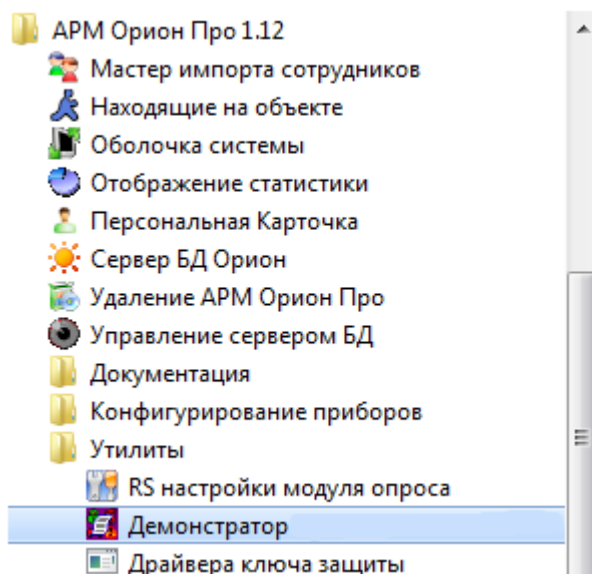 АРМ Орион Про 1.12
Мастер импорта сотрудников
Находящие на объекте
Оболочка системы
Отображение статистики
Персональная Карточка
Сервер БД Орион
Удаление АРМ Орион Про
Управление сервером БД
Документация
Конфигурирование приборов
Утилиты
RS настройки модуля опроса
Демонстратор
Драйвера ключа защиты